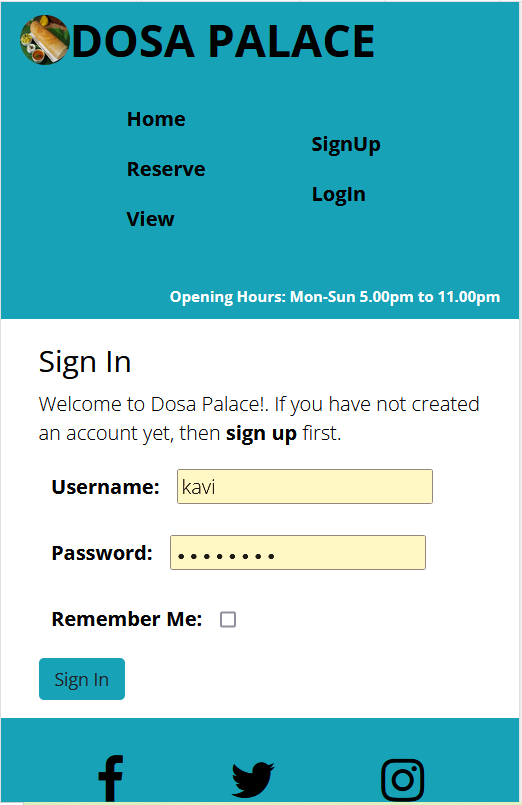 DOSA PALACE
Home
Reserve
View
SignUp
LogIn
Opening Hours: Mon-Sun 5.00pm to 11.00pm
Sign In
Welcome to Dosa Palace!. If you have not created
an account yet, then sign up first.
Username: kavi
Password: ••••••••
Remember Me:
Sign In